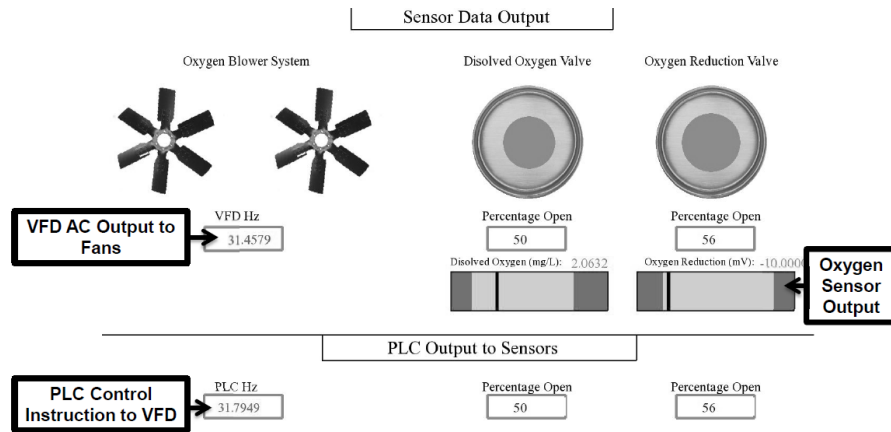 Sensor Data Output
Oxygen Blower System
Disolved Oxygen Valve
Oxygen Reduction Valve
VFD AC Output to
Fans
VFD Hz
31.4579
Percentage Open
50
Percentage Open
56
Disolved Oxygen (mg/L): 2.0632
Oxygen Reduction (mV): -10.0000
Oxygen
Sensor
Output
PLC Output to Sensors
PLC Control
Instruction to VFD
PLC Hz
31.7949
Percentage Open
50
Percentage Open
56